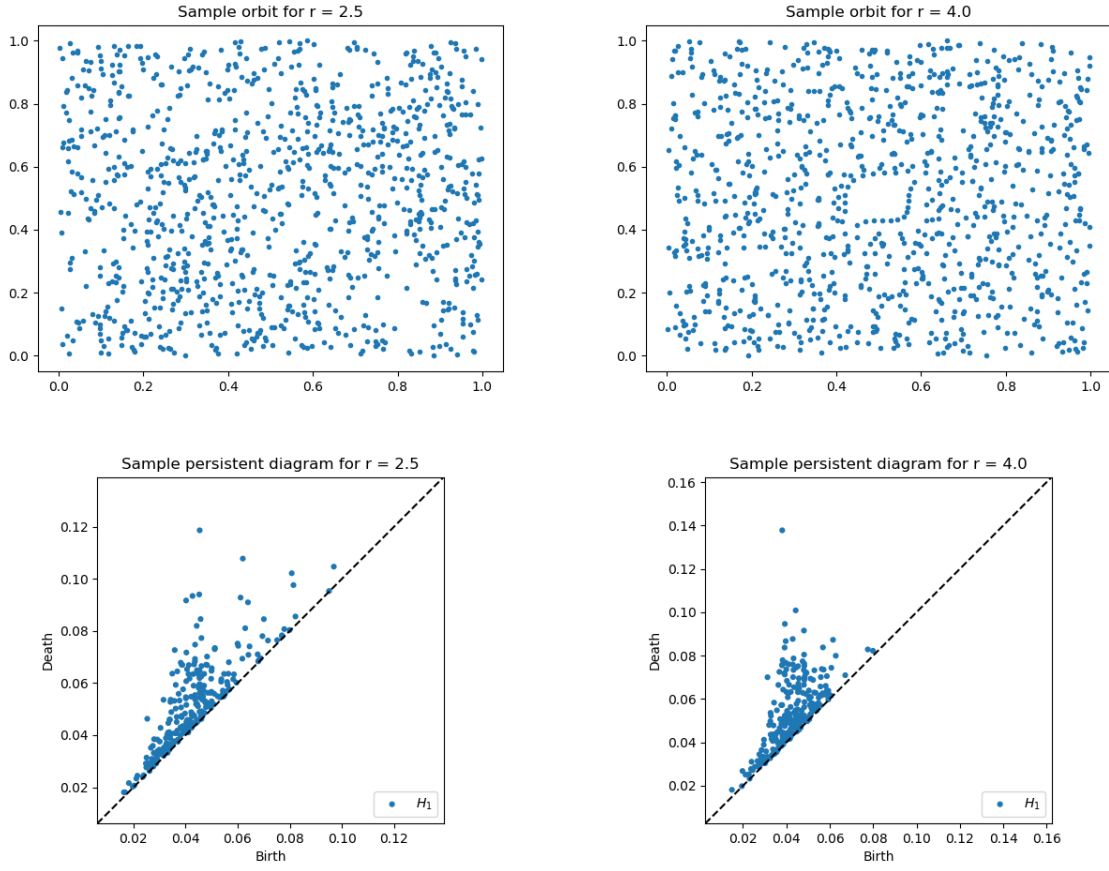 Sample orbit for r = 2.5
1.0
0.8
0.6
0.4
0.2
0.0
0.0 0.2 0.4 0.6 0.8 1.0
Sample orbit for r = 4.0
1.0
0.8
0.6
0.4
0.2
0.0
0.0 0.2 0.4 0.6 0.8 1.0
Sample persistent diagram for r = 2.5
Death
0.12
0.10
0.08
0.06
0.04
0.02
H₁
0.02 0.04 0.06 0.08 0.10 0.12
Birth
Sample persistent diagram for r = 4.0
Death
0.16
0.14
0.12
0.10
0.08
0.06
0.04
0.02
H₁
0.02 0.04 0.06 0.08 0.10 0.12 0.14 0.16
Birth